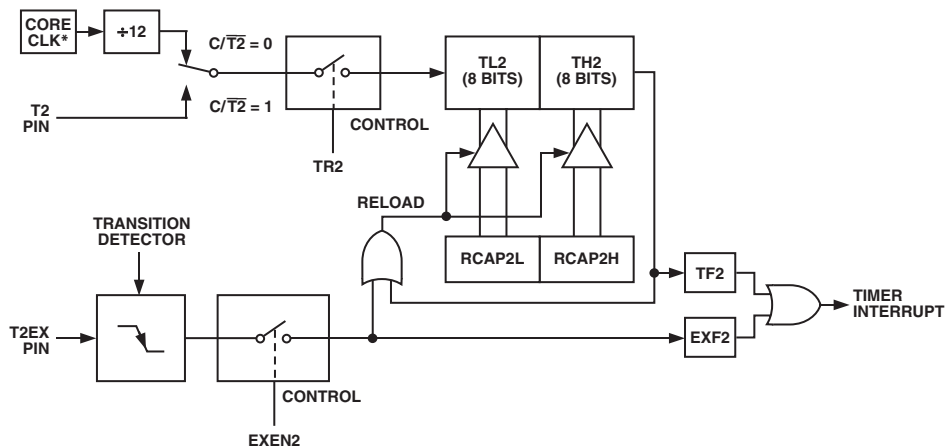 CORE
CLK*
÷12
C/T2̅ = 0
C/T2̅ = 1
T2
PIN
CONTROL
TR2
TL2
(8 BITS)
TH2
(8 BITS)
RELOAD
TRANSITION
DETECTOR
RCAP2L
RCAP2H
T2EX
PIN
CONTROL
EXEN2
TF2
EXF2
TIMER
INTERRUPT